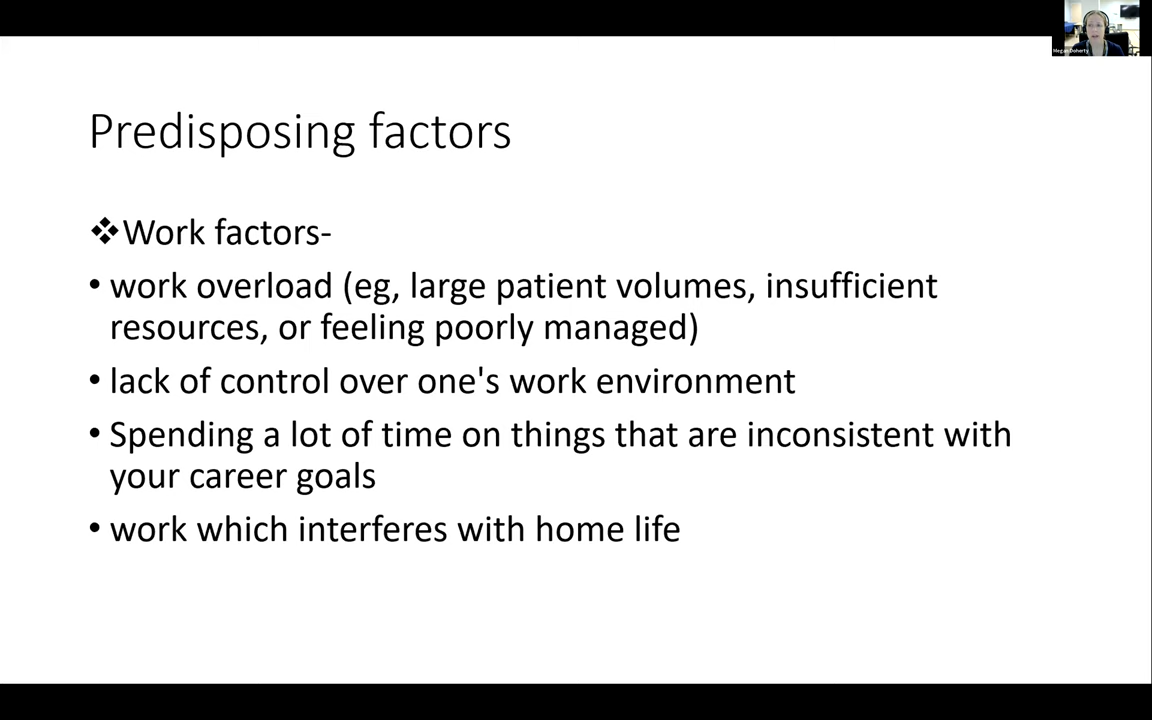 Megan Doherty
Predisposing factors
❖Work factors-
• work overload (eg, large patient volumes, insufficient
resources, or feeling poorly managed)
• lack of control over one's work environment
• Spending a lot of time on things that are inconsistent with
your career goals
• work which interferes with home life